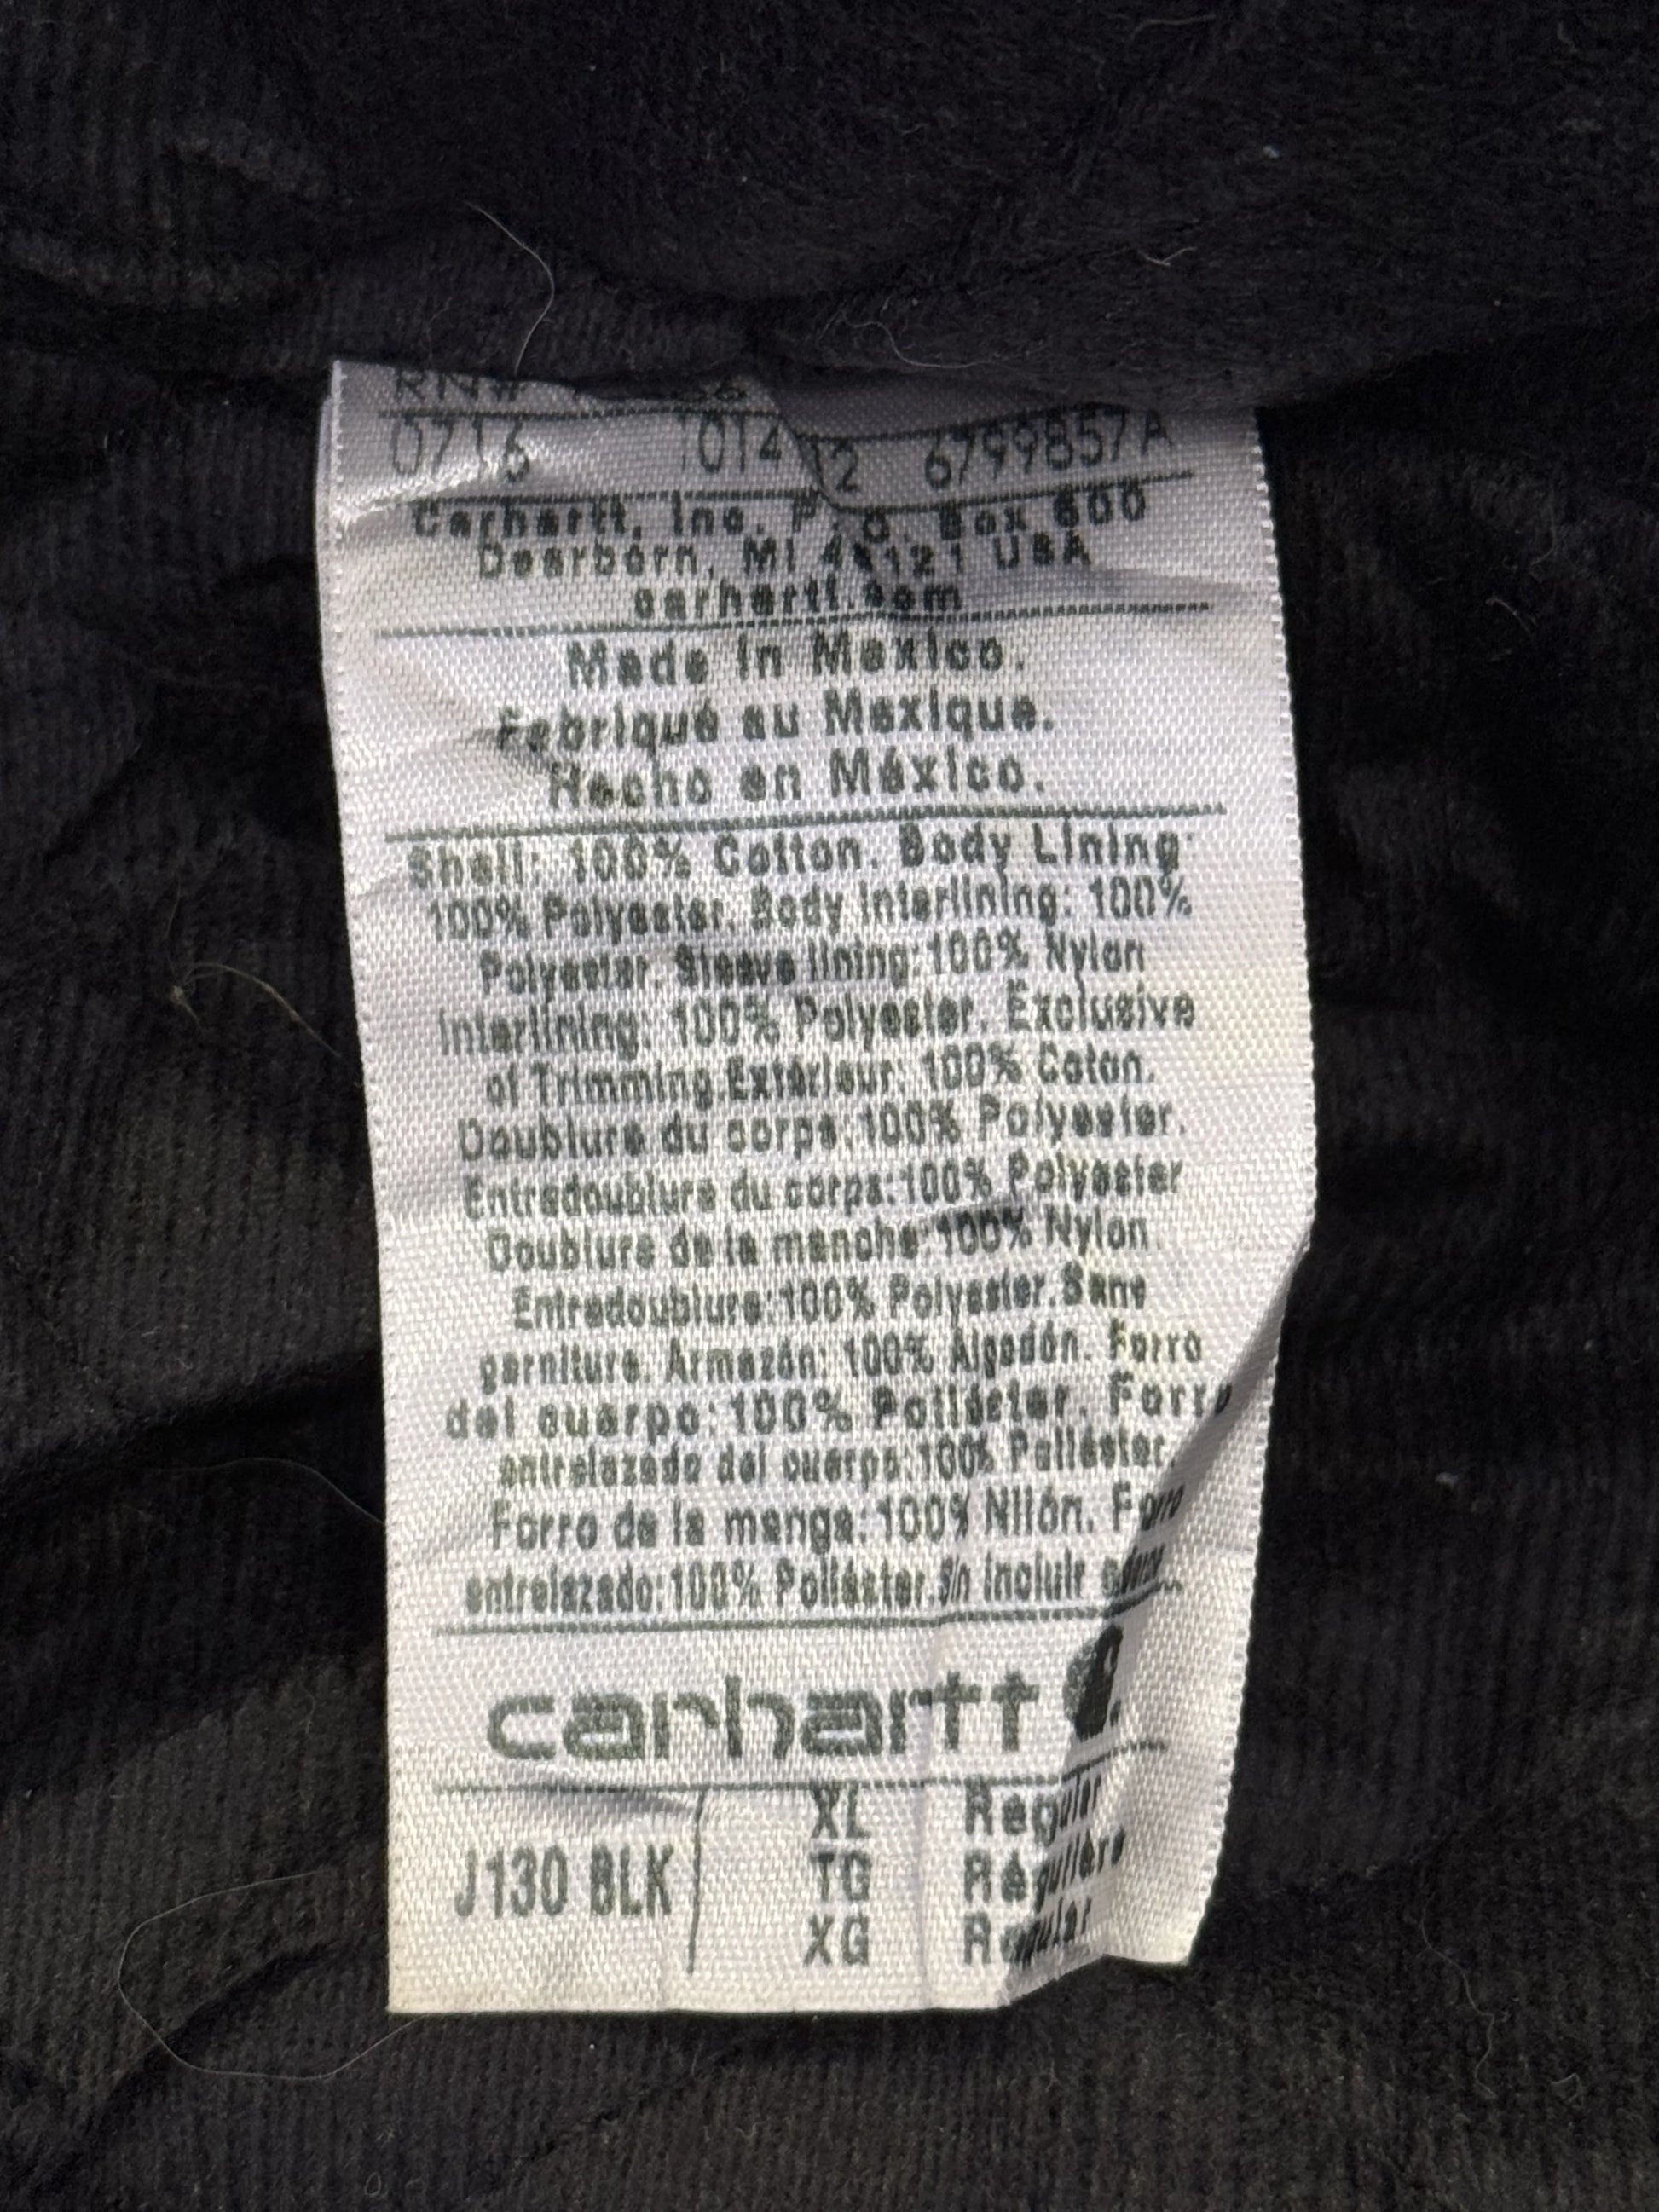 RN#
0716 1014 12 6799857A
Carhartt, Inc. P.O. Box 600
Dearborn, MI 48121 USA
carhartt.com
Made in Mexico.
Fabriqué au Mexique.
Hecho en México.
Shell: 100% Cotton. Body Lining:
100% Polyester. Body Interlining: 100%
Polyester. Sleeve lining:100% Nylon
Interlining: 100% Polyester. Exclusive
of Trimming.Extérieur: 100% Coton.
Doublure du corps:100% Polyester.
Entredoublure du corps:100% Polyester
Doublure de la manche:100% Nylon
Entredoublure:100% Polyester.Sans
garniture. Armazón: 100% Algodón. Forro
del cuerpo:100% Poliéster. Forro
entrelazado del cuerpo:100% Poliéster
Forro de la manga:100% Nilón. Forro
entrelazado:100% Poliéster.Sin incluir
carhartt
J130 BLK
XL Regular
TG Régulière
XG Regular